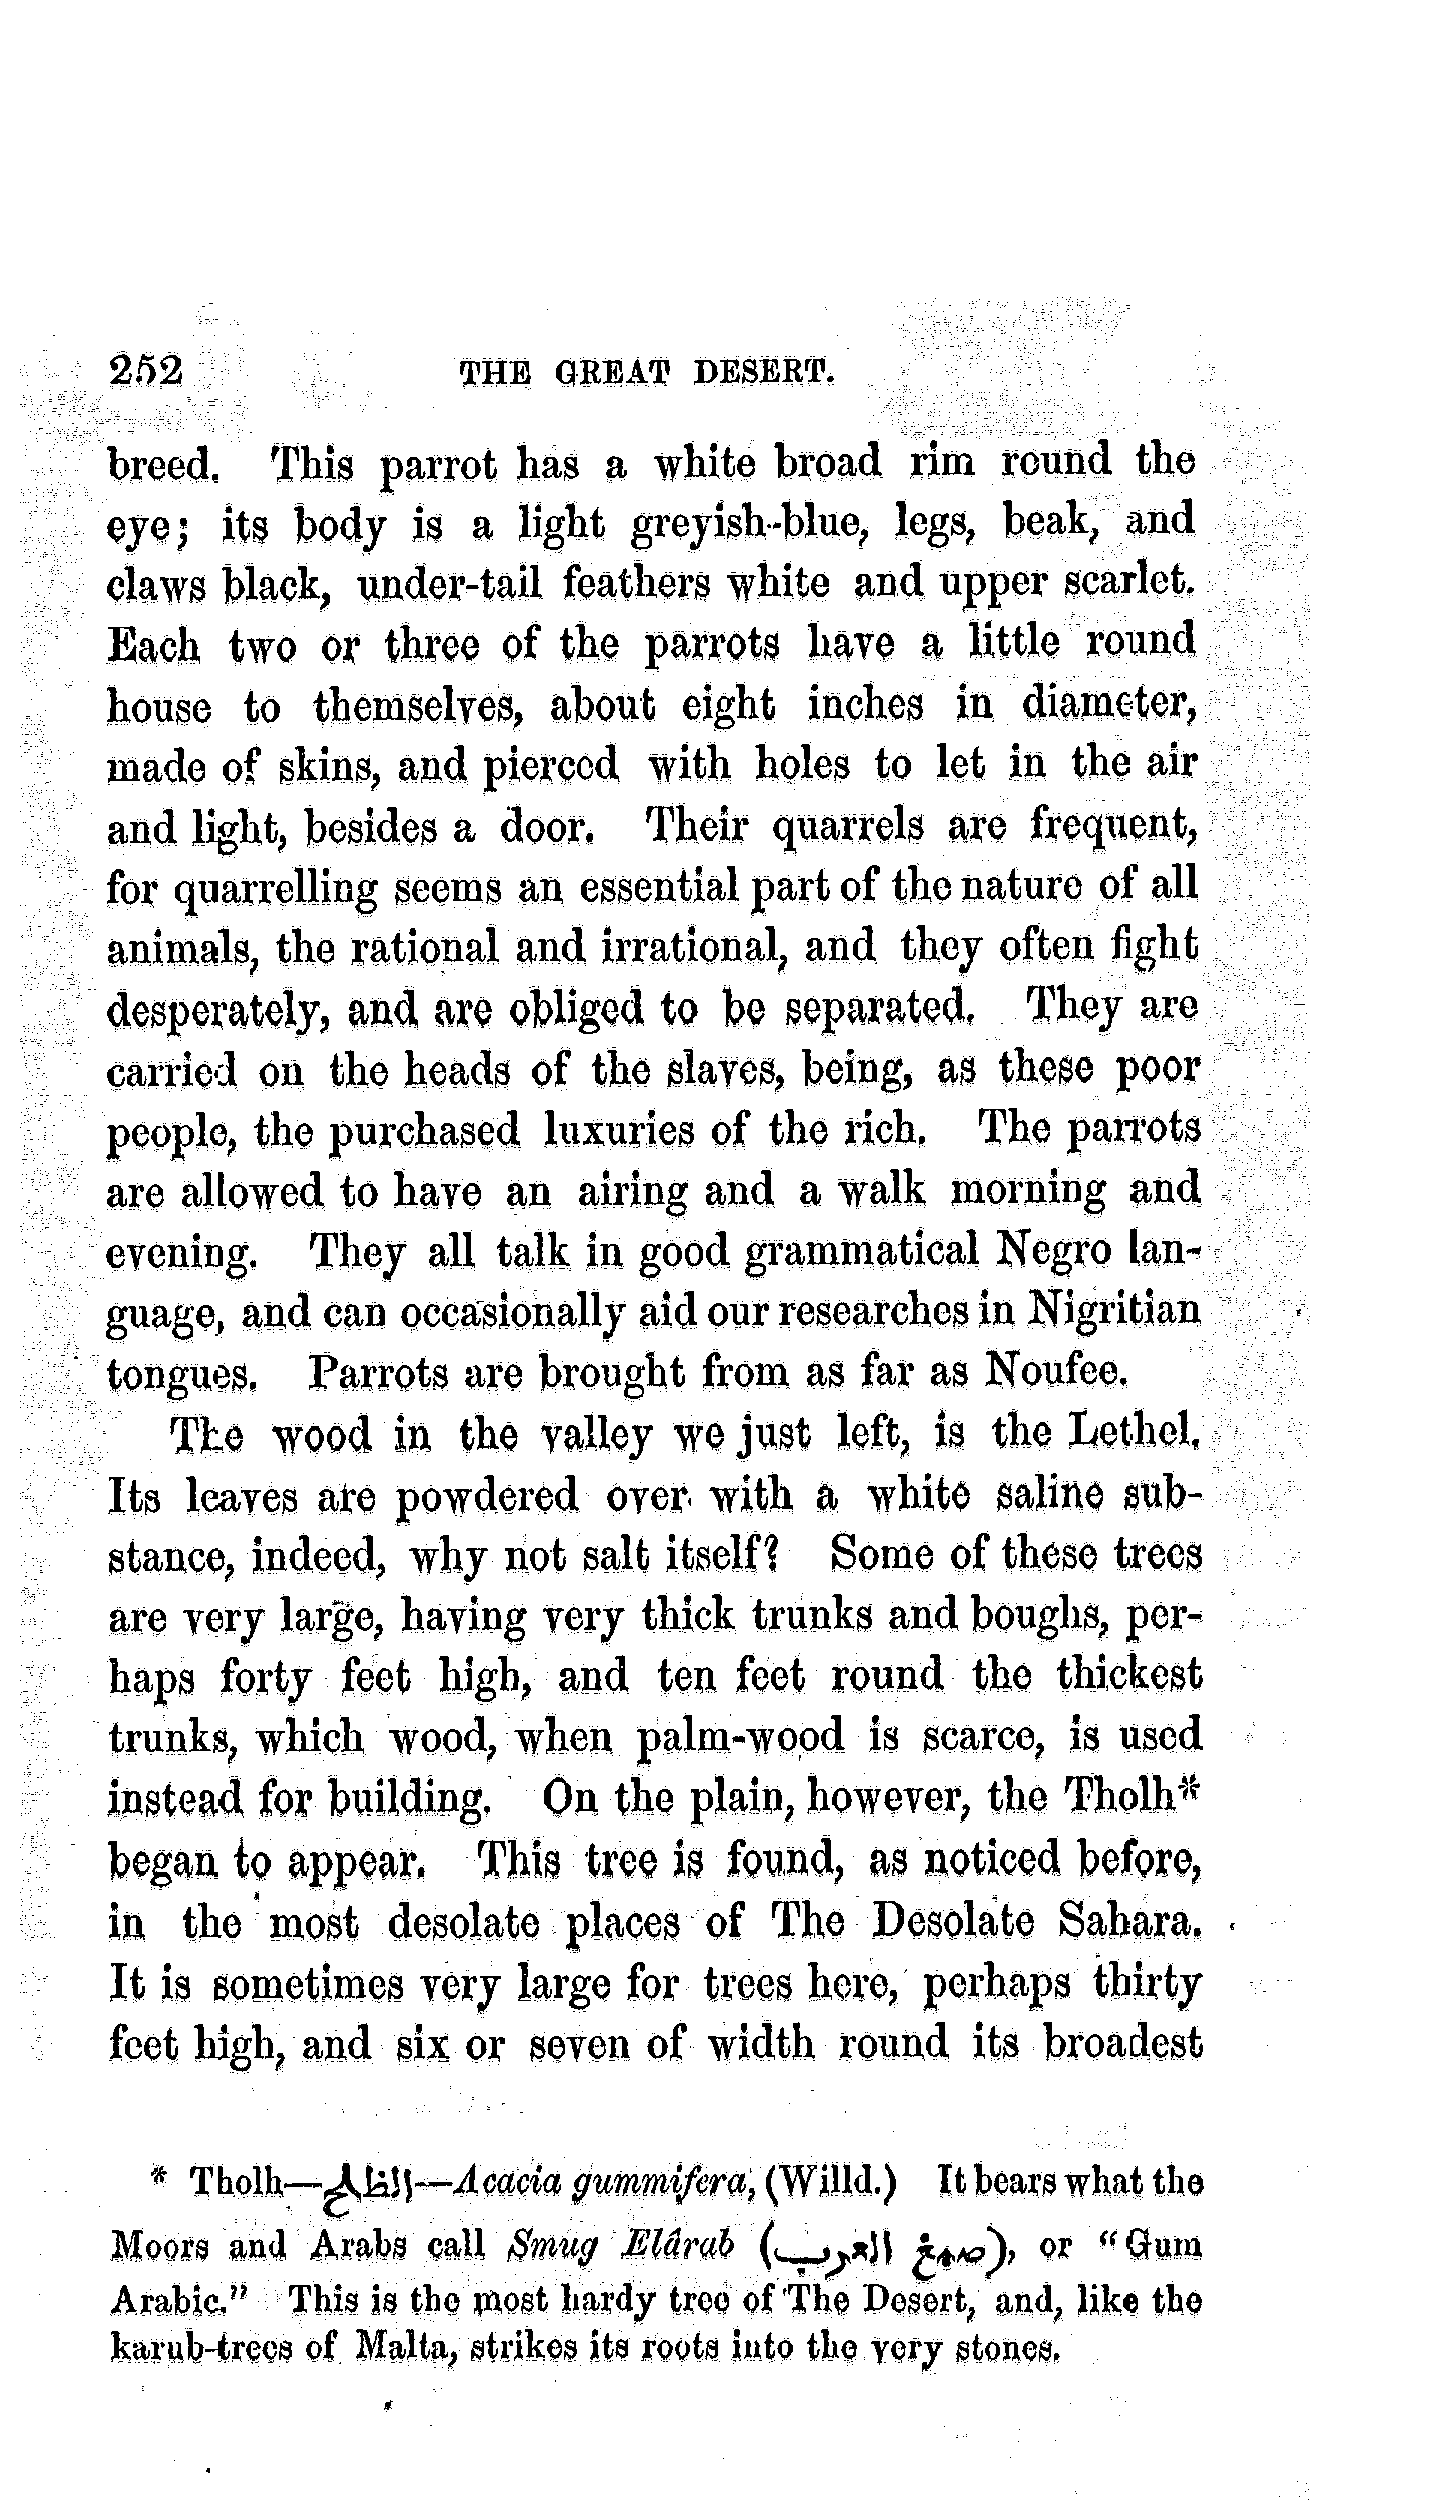 252 THE GREAT DESERT.
breed. This parrot has a white broad rim round the
eye; its body is a light greyish-blue, legs, beak, and
claws black, under-tail feathers white and upper scarlet.
Each two or three of the parrots have a little round
house to themselves, about eight inches in diameter,
made of skins, and pierced with holes to let in the air
and light, besides a door. Their quarrels are frequent,
for quarrelling seems an essential part of the nature of all
animals, the rational and irrational, and they often fight
desperately, and are obliged to be separated. They are
carried on the heads of the slaves, being, as these poor
people, the purchased luxuries of the rich. The parrots
are allowed to have an airing and a walk morning and
evening. They all talk in good grammatical Negro lan-
guage, and can occasionally aid our researches in Nigritian
tongues. Parrots are brought from as far as Noufee.
The wood in the valley we just left, is the Lethel.
Its leaves are powdered over with a white saline sub-
stance, indeed, why not salt itself? Some of these trees
are very large, having very thick trunks and boughs, per-
haps forty feet high, and ten feet round the thickest
trunks, which wood, when palm-wood is scarce, is used
instead for building. On the plain, however, the Tholh*
began to appear. This tree is found, as noticed before,
in the most desolate places of The Desolate Sahara.
It is sometimes very large for trees here, perhaps thirty
feet high, and six or seven of width round its broadest
* Tholh—الطلح—Acacia gummifera, (Willd.) It bears what the
Moors and Arabs call Smug Elârab (صمغ العرب), or "Gum
Arabic." This is the most hardy tree of The Desert, and, like the
karub-trees of Malta, strikes its roots into the very stones.